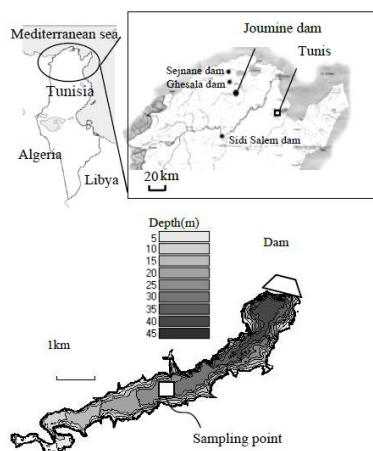 Mediterranean sea
Tunisia
Algeria
Libya
Joumine dam
Tunis
Sejnane dam
Ghesala dam
Sidi Salem dam
20 km
Depth(m)
5
10
15
20
25
30
35
40
45
Dam
1km
Sampling point